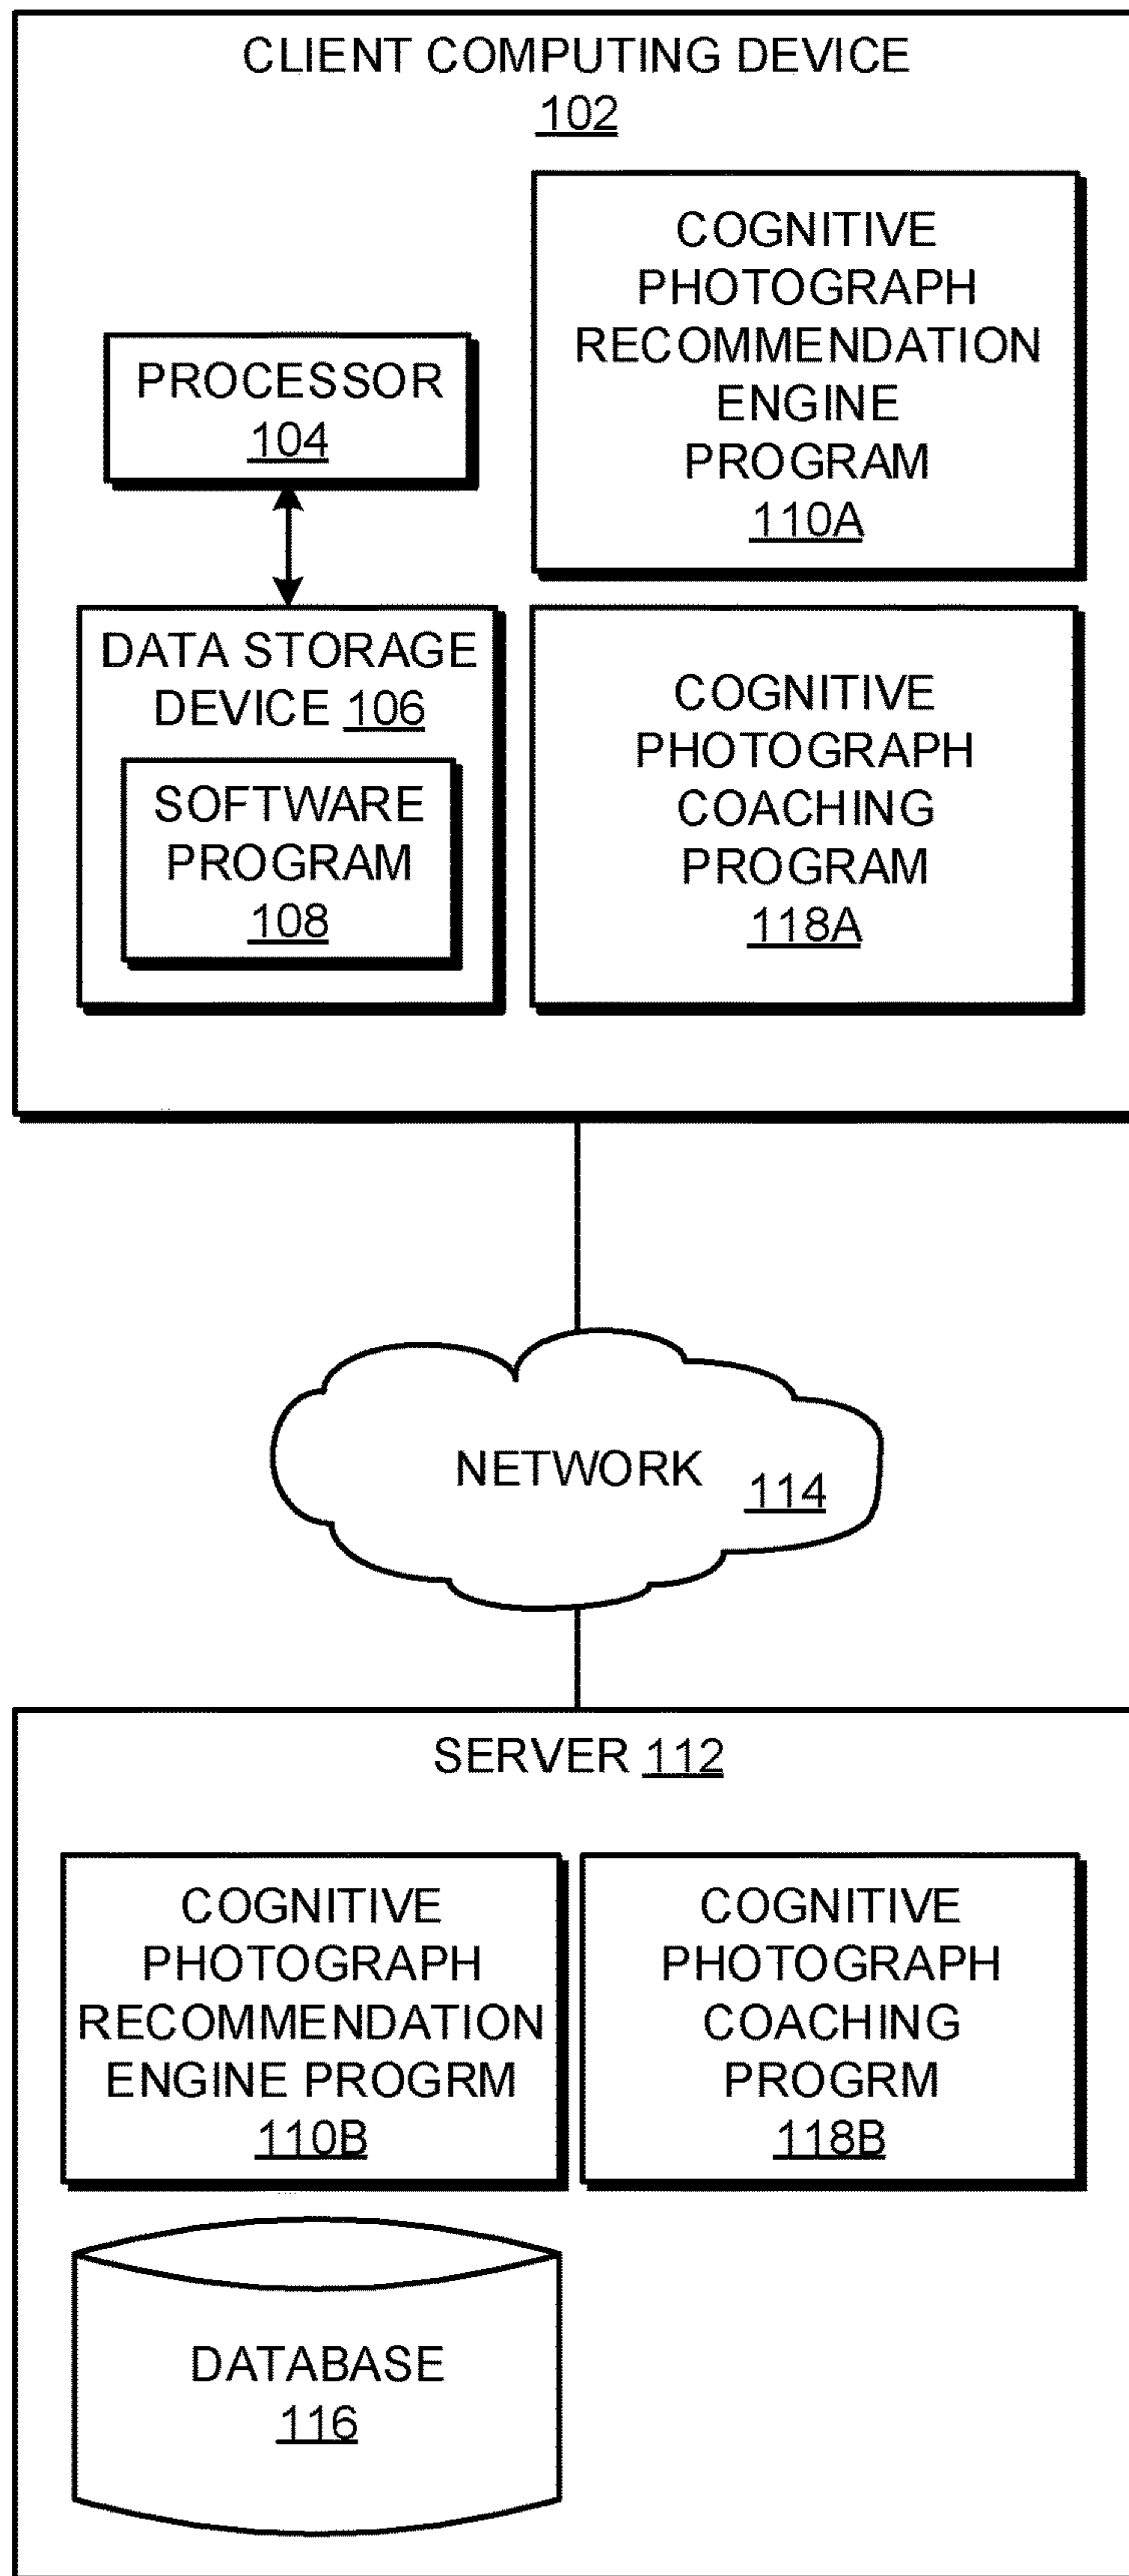 CLIENT COMPUTING DEVICE
102
COGNITIVE
PHOTOGRAPH
RECOMMENDATION
ENGINE
PROGRAM
110A
PROCESSOR
104
DATA STORAGE
DEVICE 106
SOFTWARE
PROGRAM
108
COGNITIVE
PHOTOGRAPH
COACHING
PROGRAM
118A
NETWORK 114
SERVER 112
COGNITIVE
PHOTOGRAPH
RECOMMENDATION
ENGINE PROGRM
110B
COGNITIVE
PHOTOGRAPH
COACHING
PROGRM
118B
DATABASE
116